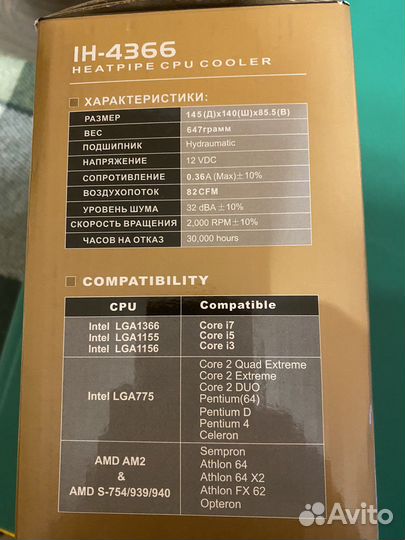 IH-4366
HEATPIPE CPU COOLER
ХАРАКТЕРИСТИКИ:
РАЗМЕР 145(Д)x140(Ш)x85.5(В)
ВЕС 647грамм
ПОДШИПНИК Hydraumatic
НАПРЯЖЕНИЕ 12 VDC
СОПРОТИВЛЕНИЕ 0.36A (Max)±10%
ВОЗДУХОПОТОК 82CFM
УРОВЕНЬ ШУМА 32 dBA ±10%
СКОРОСТЬ ВРАЩЕНИЯ 2,000 RPM±10%
ЧАСОВ НА ОТКАЗ 30,000 hours
COMPATIBILITY
CPU Compatible
Intel LGA1366 Core i7
Intel LGA1155 Core i5
Intel LGA1156 Core i3
Intel LGA775
Core 2 Quad Extreme
Core 2 Extreme
Core 2 DUO
Pentium(64)
Pentium D
Pentium 4
Celeron
AMD AM2
&
AMD S-754/939/940
Sempron
Athlon 64
Athlon 64 X2
Athlon FX 62
Opteron
Avito